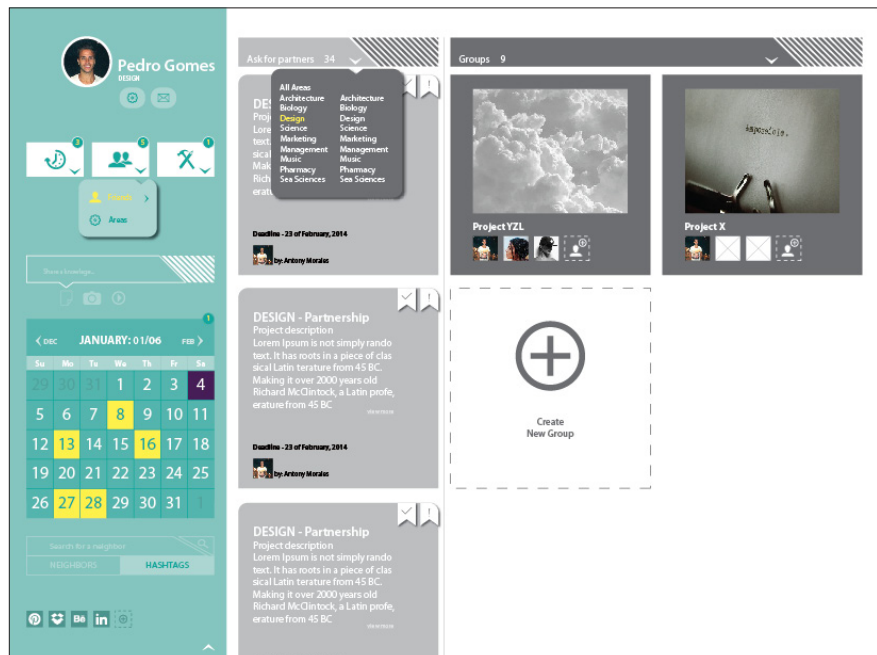 Pedro Gomes
DESIGN
3
5
1
Friends
Areas
Share a knowledge...
1
DEC
JANUARY: 01/06
FEB
Su Mo Tu We Th Fr Sa
29 30 31 1 2 3 4
5 6 7 8 9 10 11
12 13 14 15 16 17 18
19 20 21 22 23 24 25
26 27 28 29 30 31 1
Search for a neighbor
NEIGHBORS
HASHTAGS
Bē
in
Ask for partners 34
All Areas
Architecture
Biology
Design
Science
Marketing
Management
Music
Pharmacy
Sea Sciences
Architecture
Biology
Design
Science
Marketing
Management
Music
Pharmacy
Sea Sciences
Deadline - 23 of February, 2014
by: Antony Morales
DESIGN - Partnership
Project description
Lorem Ipsum is not simply rando
text. It has roots in a piece of clas
sical Latin terature from 45 BC.
Making it over 2000 years old
Richard McClintock, a Latin profe,
erature from 45 BC
view more
Deadline - 23 of February, 2014
by: Antony Morales
DESIGN - Partnership
Project description
Lorem Ipsum is not simply rando
text. It has roots in a piece of clas
sical Latin terature from 45 BC.
Making it over 2000 years old
Richard McClintock, a Latin profe,
erature from 45 BC
view more
Groups 9
Project YZL
Project X
Create
New Group